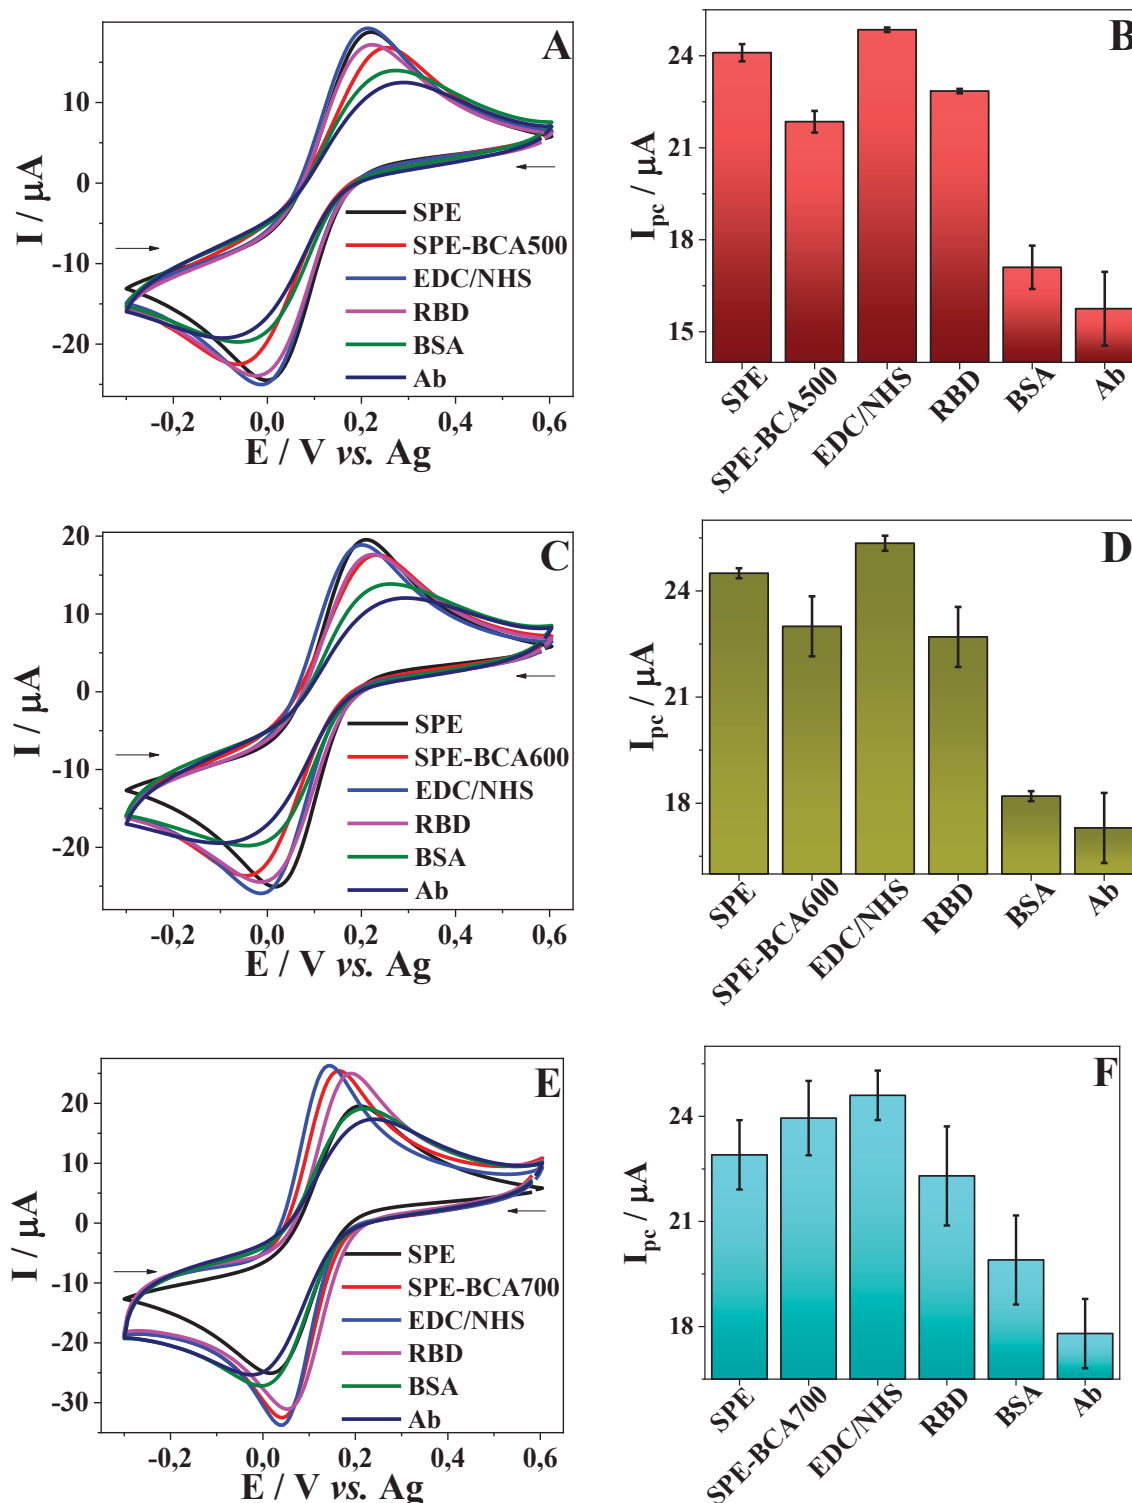 A
10
0
-10
-20
I / μA
SPE
SPE-BCA500
EDC/NHS
RBD
BSA
Ab
-0,2
0,0
0,2
0,4
0,6
E / V vs. Ag
B
24
21
18
15
I_pc / μA
SPE
SPE-BCA500
EDC/NHS
RBD
BSA
Ab
C
20
10
0
-10
-20
I / μA
SPE
SPE-BCA600
EDC/NHS
RBD
BSA
Ab
-0,2
0,0
0,2
0,4
0,6
E / V vs. Ag
D
24
21
18
I_pc / μA
SPE
SPE-BCA600
EDC/NHS
RBD
BSA
Ab
E
20
10
0
-10
-20
-30
I / μA
SPE
SPE-BCA700
EDC/NHS
RBD
BSA
Ab
-0,2
0,0
0,2
0,4
0,6
E / V vs. Ag
F
24
21
18
I_pc / μA
SPE
SPE-BCA700
EDC/NHS
RBD
BSA
Ab